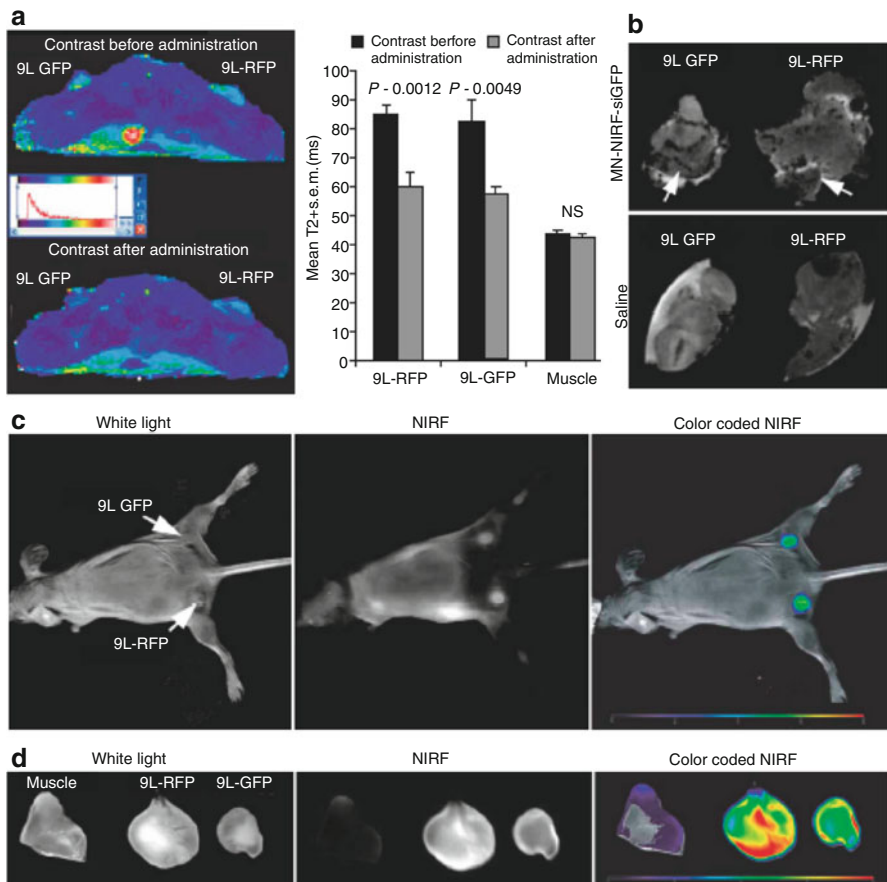 a
Contrast before administration
9L GFP
9L-RFP
Contrast after administration
9L GFP
9L-RFP
Contrast berhore
administration
Contrast after
administration
P - 0.0012
P - 0.0049
NS
Mean T2+s.e.m.(ms)
100
90
80
70
60
50
40
30
20
10
0
9L-RFP
9L-GFP
Muscle
b
9L GFP
9L-RFP
MN-NIRF-siGFP
9L GFP
9L-RFP
Saline
c
White light
NIRF
Color coded NIRF
9L GFP
9L-RFP
d
White light
NIRF
Color coded NIRF
Muscle
9L-RFP
9L-GFP